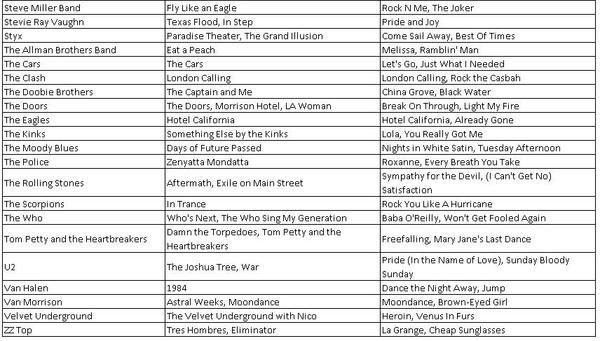 Steve Miller Band Fly Like an Eagle Rock N Me, The Joker
Stevie Ray Vaughn Texas Flood, In Step Pride and Joy
Styx Paradise Theater, The Grand Illusion Come Sail Away, Best Of Times
The Allman Brothers Band Eat a Peach Melissa, Ramblin' Man
The Cars The Cars Let's Go, Just What I Needed
The Clash London Calling London Calling, Rock the Casbah
The Doobie Brothers The Captain and Me China Grove, Black Water
The Doors The Doors, Morrison Hotel, LA Woman Break On Through, Light My Fire
The Eagles Hotel California Hotel California, Already Gone
The Kinks Something Else by the Kinks Lola, You Really Got Me
The Moody Blues Days of Future Passed Nights in White Satin, Tuesday Afternoon
The Police Zenyatta Mondatta Roxanne, Every Breath You Take
The Rolling Stones Aftermath, Exile on Main Street Sympathy for the Devil, (I Can't Get No)
Satisfaction
The Scorpions In Trance Rock You Like A Hurricane
The Who Who's Next, The Who Sing My Generation Baba O'Reilly, Won't Get Fooled Again
Tom Petty and the Heartbreakers Damn the Torpedoes, Tom Petty and the
Heartbreakers Freefalling, Mary Jane's Last Dance
U2 The Joshua Tree, War Pride (In the Name of Love), Sunday Bloody
Sunday
Van Halen 1984 Dance the Night Away, Jump
Van Morrison Astral Weeks, Moondance Moondance, Brown-Eyed Girl
Velvet Underground The Velvet Underground with Nico Heroin, Venus In Furs
ZZ Top Tres Hombres, Eliminator La Grange, Cheap Sunglasses